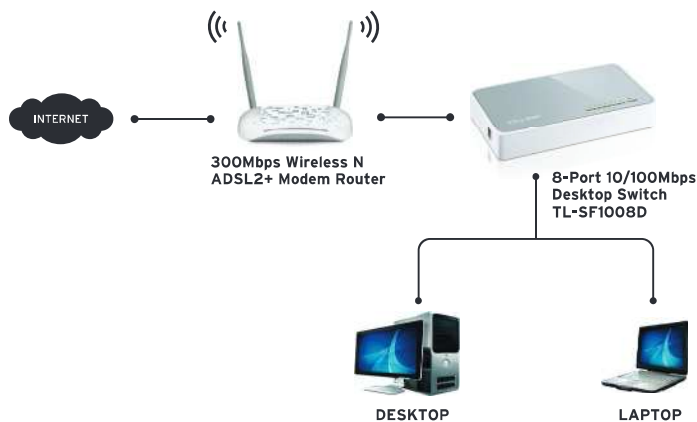 INTERNET
300Mbps Wireless N
ADSL2+ Modem Router
8-Port 10/100Mbps
Desktop Switch
TL-SF1008D
DESKTOP
LAPTOP